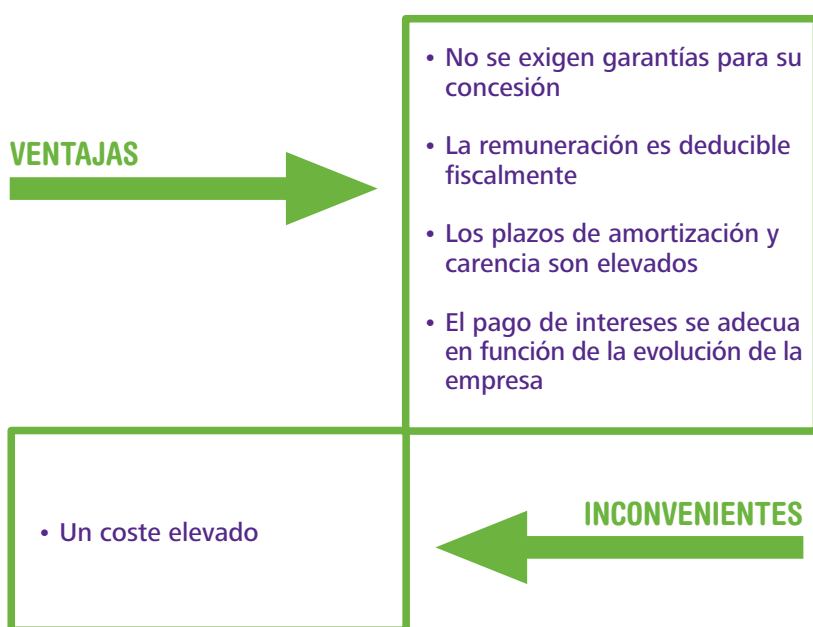 VENTAJAS
• No se exigen garantías para su
concesión
• La remuneración es deducible
fiscalmente
• Los plazos de amortización y
carencia son elevados
• El pago de intereses se adecua
en función de la evolución de la
empresa
• Un coste elevado
INCONVENIENTES